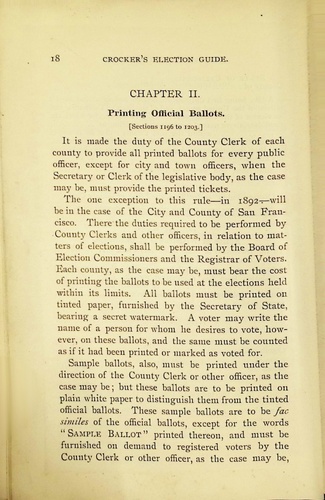 18 CROCKER'S ELECTION GUIDE.
CHAPTER II.
Printing Official Ballots.
[Sections 1196 to 1203.]
It is made the duty of the County Clerk of each
county to provide all printed ballots for every public
officer, except for city and town officers, when the
Secretary or Clerk of the legislative body, as the case
may be, must provide the printed tickets.
The one exception to this rule—in 1892—will
be in the case of the City and County of San Fran-
cisco. There the duties required to be performed by
County Clerks and other officers, in relation to mat-
ters of elections, shall be performed by the Board of
Election Commissioners and the Registrar of Voters.
Each county, as the case may be, must bear the cost
of printing the ballots to be used at the elections held
within its limits. All ballots must be printed on
tinted paper, furnished by the Secretary of State,
bearing a secret watermark. A voter may write the
name of a person for whom he desires to vote, how-
ever, on these ballots, and the same must be counted
as if it had been printed or marked as voted for.
Sample ballots, also, must be printed under the
direction of the County Clerk or other officer, as the
case may be; but these ballots are to be printed on
plain white paper to distinguish them from the tinted
official ballots. These sample ballots are to be fac
similes of the official ballots, except for the words
"SAMPLE BALLOT" printed thereon, and must be
furnished on demand to registered voters by the
County Clerk or other officer, as the case may be,